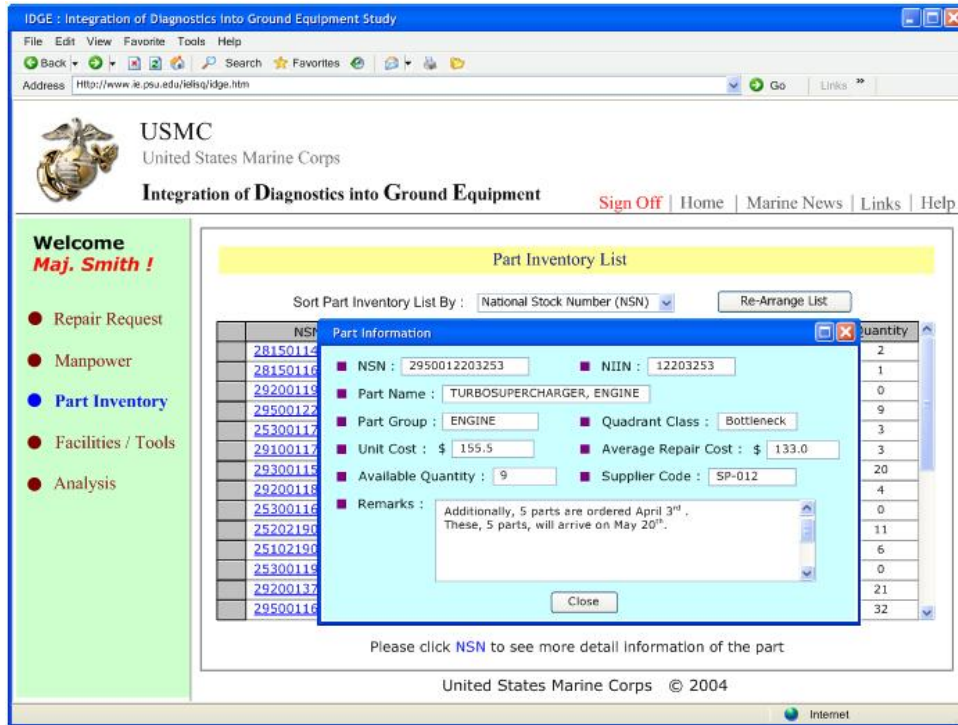 IDGE : Integration of Diagnostics into Ground Equipment Study
File Edit View Favorite Tools Help
Back Search Favorites
Address Http://www.ie.psu.edu/ielisq/idge.htm Go Links »
USMC
United States Marine Corps
Integration of Diagnostics into Ground Equipment
Sign Off | Home | Marine News | Links | Help
Welcome
Maj. Smith !
Repair Request
Manpower
Part Inventory
Facilities / Tools
Analysis
Part Inventory List
Sort Part Inventory List By : National Stock Number (NSN) Re-Arrange List
NSN Quantity
28150114 2
28150116 1
29200119 0
29500122 9
25300117 3
29100117 3
29300115 20
29200118 4
25300116 0
25202190 11
25102190 6
25300119 0
29200137 21
29500116 32
Part Information
NSN : 2950012203253 NIIN : 12203253
Part Name : TURBOSUPERCHARGER, ENGINE
Part Group : ENGINE Quadrant Class : Bottleneck
Unit Cost : $ 155.5 Average Repair Cost : $ 133.0
Available Quantity : 9 Supplier Code : SP-012
Remarks : Additionally, 5 parts are ordered April 3rd .
These, 5 parts, will arrive on May 20th.
Close
Please click NSN to see more detail information of the part
United States Marine Corps © 2004
Internet